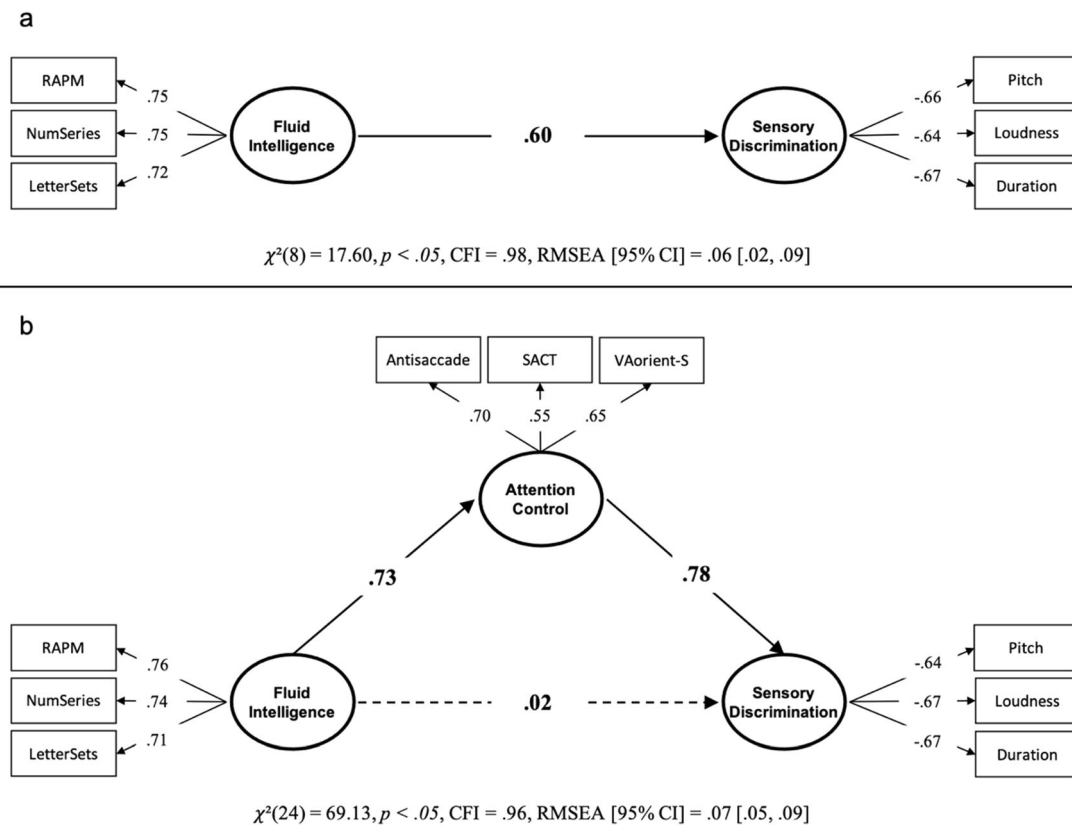 a
RAPM
NumSeries
LetterSets
.75
.75
.72
Fluid
Intelligence
.60
Sensory
Discrimination
-.66
-.64
-.67
Pitch
Loudness
Duration
χ²(8) = 17.60, p < .05, CFI = .98, RMSEA [95% CI] = .06 [.02, .09]
b
Antisaccade
SACT
VAorient-S
.70
.55
.65
Attention
Control
.73
.78
RAPM
NumSeries
LetterSets
.76
.74
.71
Fluid
Intelligence
.02
Sensory
Discrimination
-.64
-.67
-.67
Pitch
Loudness
Duration
χ²(24) = 69.13, p < .05, CFI = .96, RMSEA [95% CI] = .07 [.05, .09]